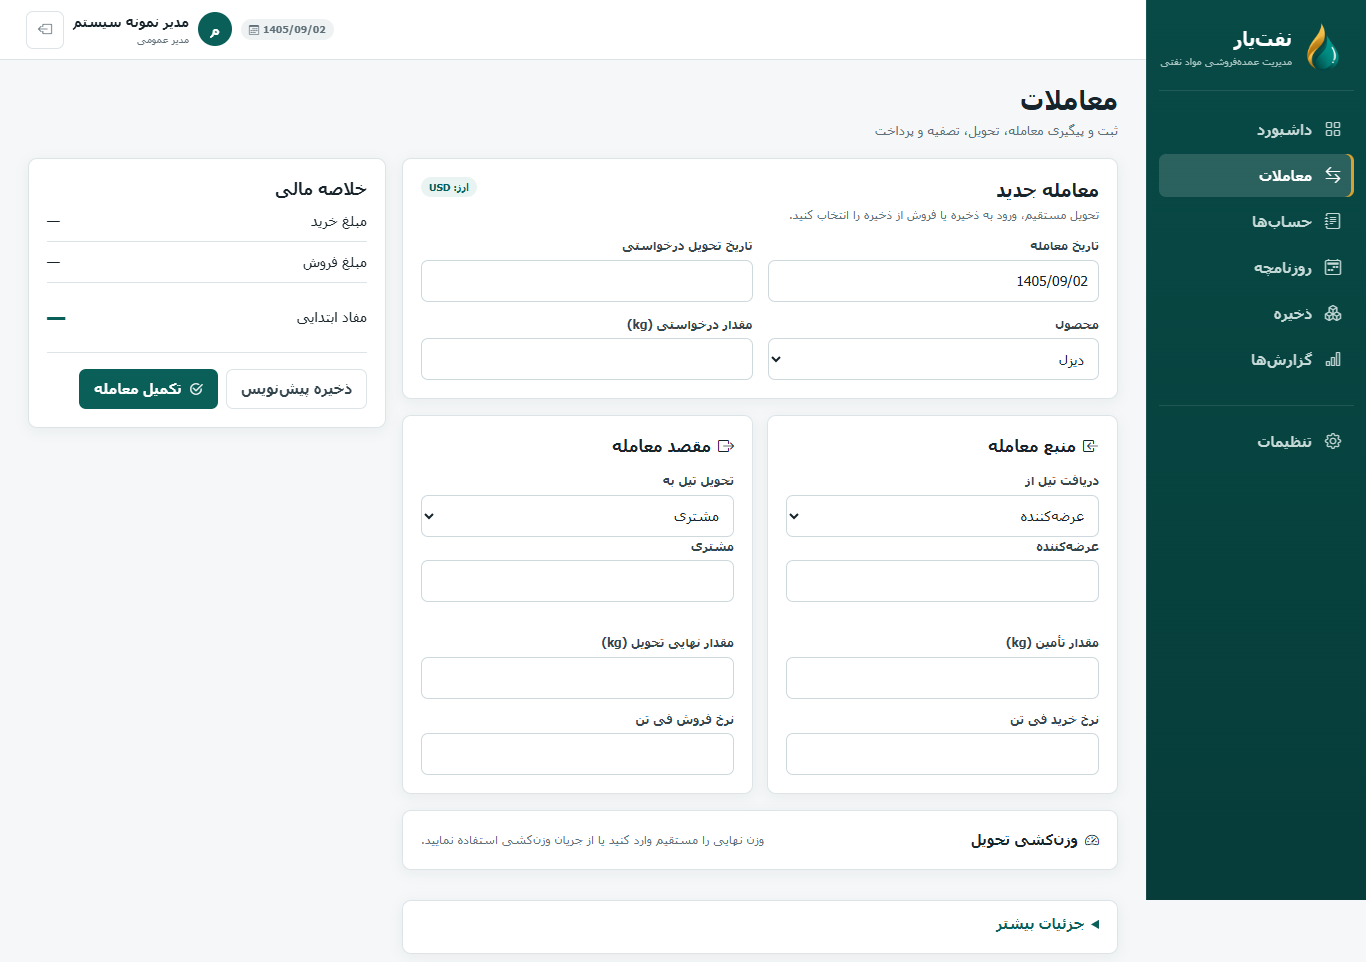 نفت‌یار
مدیریت عمده‌فروشی مواد نفتی
داشبورد
معاملات
حساب‌ها
روزنامچه
ذخیره
گزارش‌ها
تنظیمات
1405/09/02
م
مدیر نمونه سیستم
مدیر عمومی
معاملات
ثبت و پیگیری معامله، تحویل، تصفیه و پرداخت
معامله جدید
ارز: USD
تحویل مستقیم، ورود به ذخیره یا فروش از ذخیره را انتخاب کنید.
تاریخ معامله
تاریخ تحویل درخواستی
1405/09/02
محصول
مقدار درخواستی (kg)
دیزل
منبع معامله
دریافت تیل از
عرضه‌کننده
عرضه‌کننده
مقدار تأمین (kg)
نرخ خرید فی تن
مقصد معامله
تحویل تیل به
مشتری
مشتری
مقدار نهایی تحویل (kg)
نرخ فروش فی تن
وزن‌کشی تحویل
وزن نهایی را مستقیم وارد کنید یا از جریان وزن‌کشی استفاده نمایید.
جزئیات بیشتر
خلاصه مالی
مبلغ خرید —
مبلغ فروش —
مفاد ابتدایی —
ذخیره پیش‌نویس
تکمیل معامله